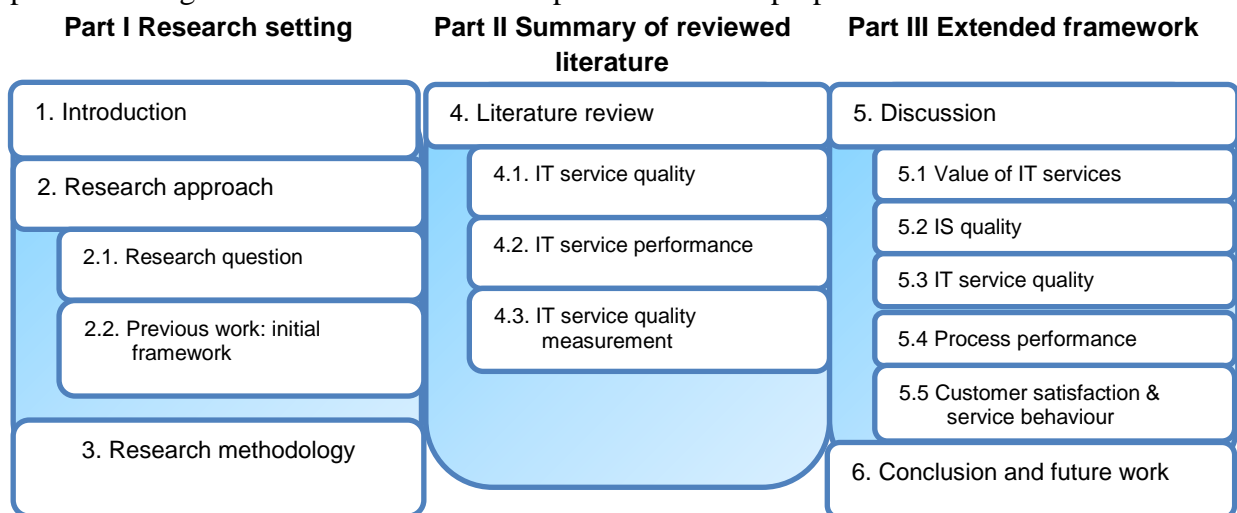 Part I Research setting
1. Introduction
2. Research approach
2.1. Research question
2.2. Previous work: initial
framework
3. Research methodology
Part II Summary of reviewed
literature
4. Literature review
4.1. IT service quality
4.2. IT service performance
4.3. IT service quality
measurement
Part III Extended framework
5. Discussion
5.1 Value of IT services
5.2 IS quality
5.3 IT service quality
5.4 Process performance
5.5 Customer satisfaction &
service behaviour
6. Conclusion and future work